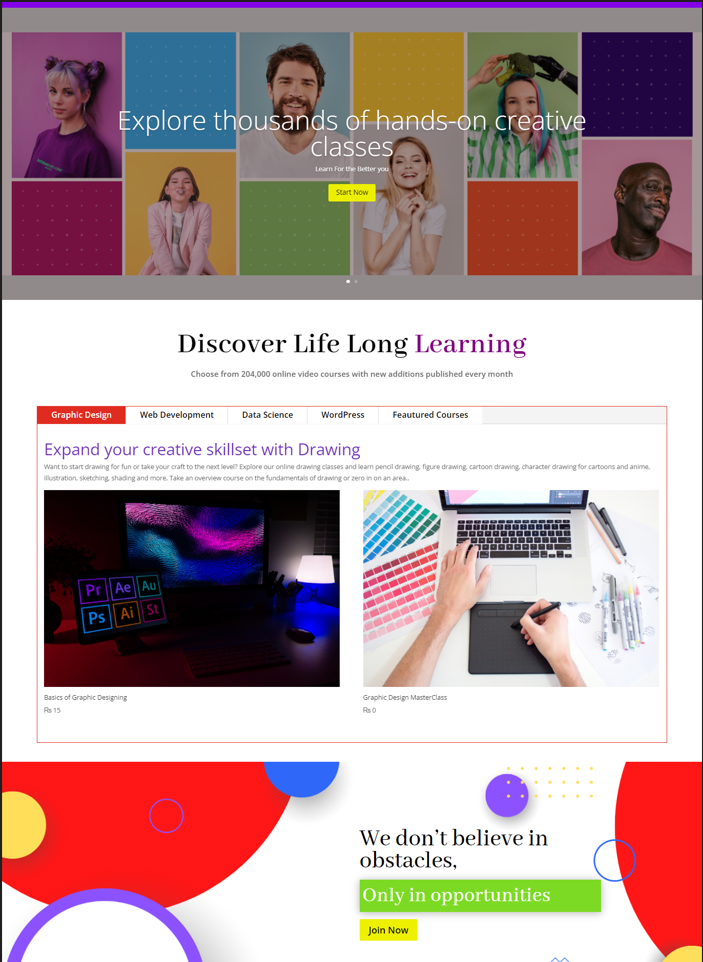 Explore thousands of hands-on creative
classes
Learn For the Better you
Start Now
Discover Life Long Learning
Choose from 204,000 online video courses with new additions published every month
Graphic Design
Web Development
Data Science
WordPress
Feautured Courses
Expand your creative skillset with Drawing
Want to start drawing for fun or take your craft to the next level? Explore our online drawing classes and learn pencil drawing, figure drawing, cartoon drawing, character drawing for cartoons and anime,
illustration, sketching, shading and more. Take an overview course on the fundamentals of drawing or zero in on an area..
Pr Ae Au
Ps Ai St
Basics of Graphic Designing
₨ 15
Graphic Design MasterClass
₨ 0
We don’t believe in
obstacles,
Only in opportunities
Join Now